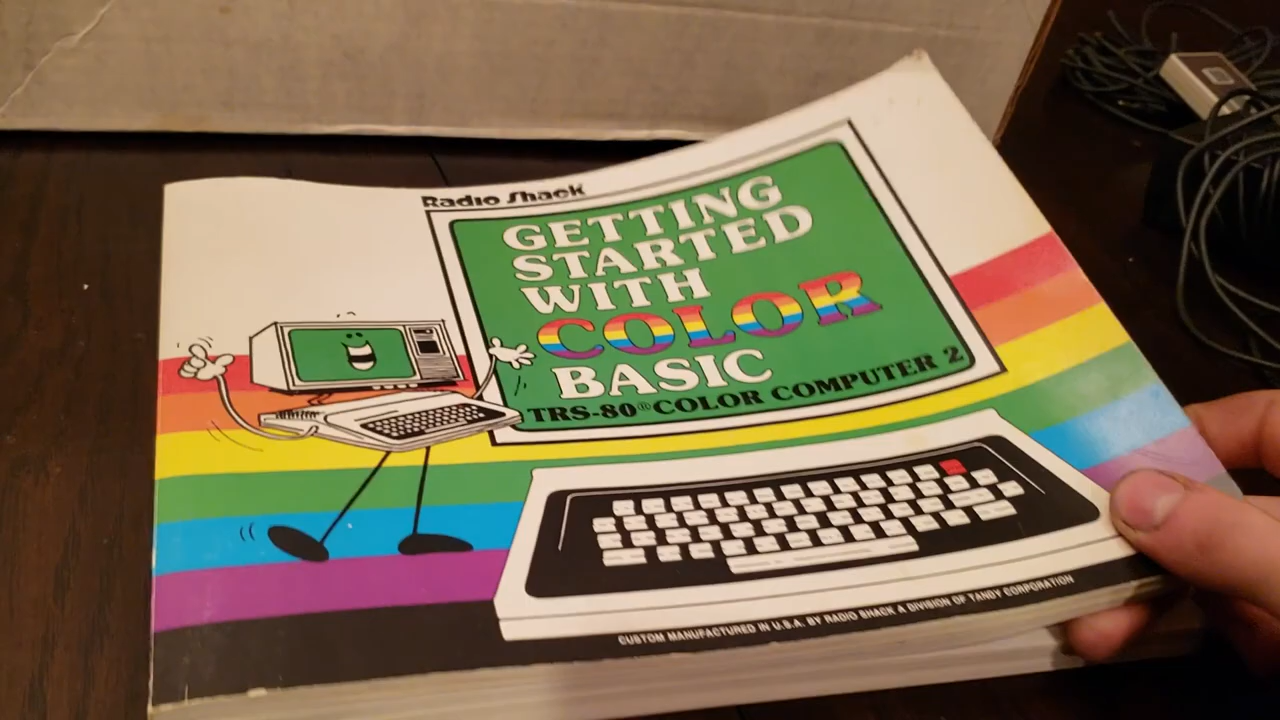 Radio Shack
GETTING
STARTED
WITH
COLOR
BASIC
TRS-80® COLOR COMPUTER 2
CUSTOM MANUFACTURED IN U.S.A. BY RADIO SHACK A DIVISION OF TANDY CORPORATION